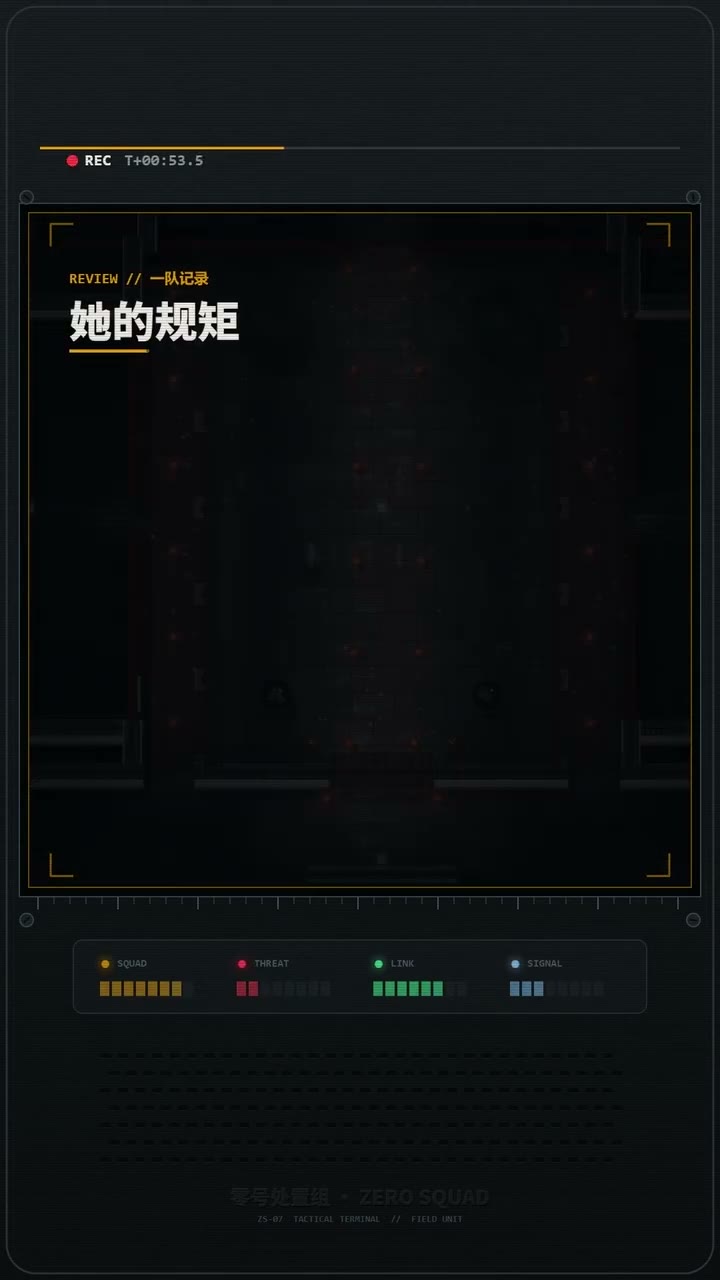 REC T+00:53.5
REVIEW // 一队记录
她的规矩
SQUAD THREAT LINK SIGNAL
零号处置组 · ZERO SQUAD
ZS-07 TACTICAL TERMINAL // FIELD UNIT